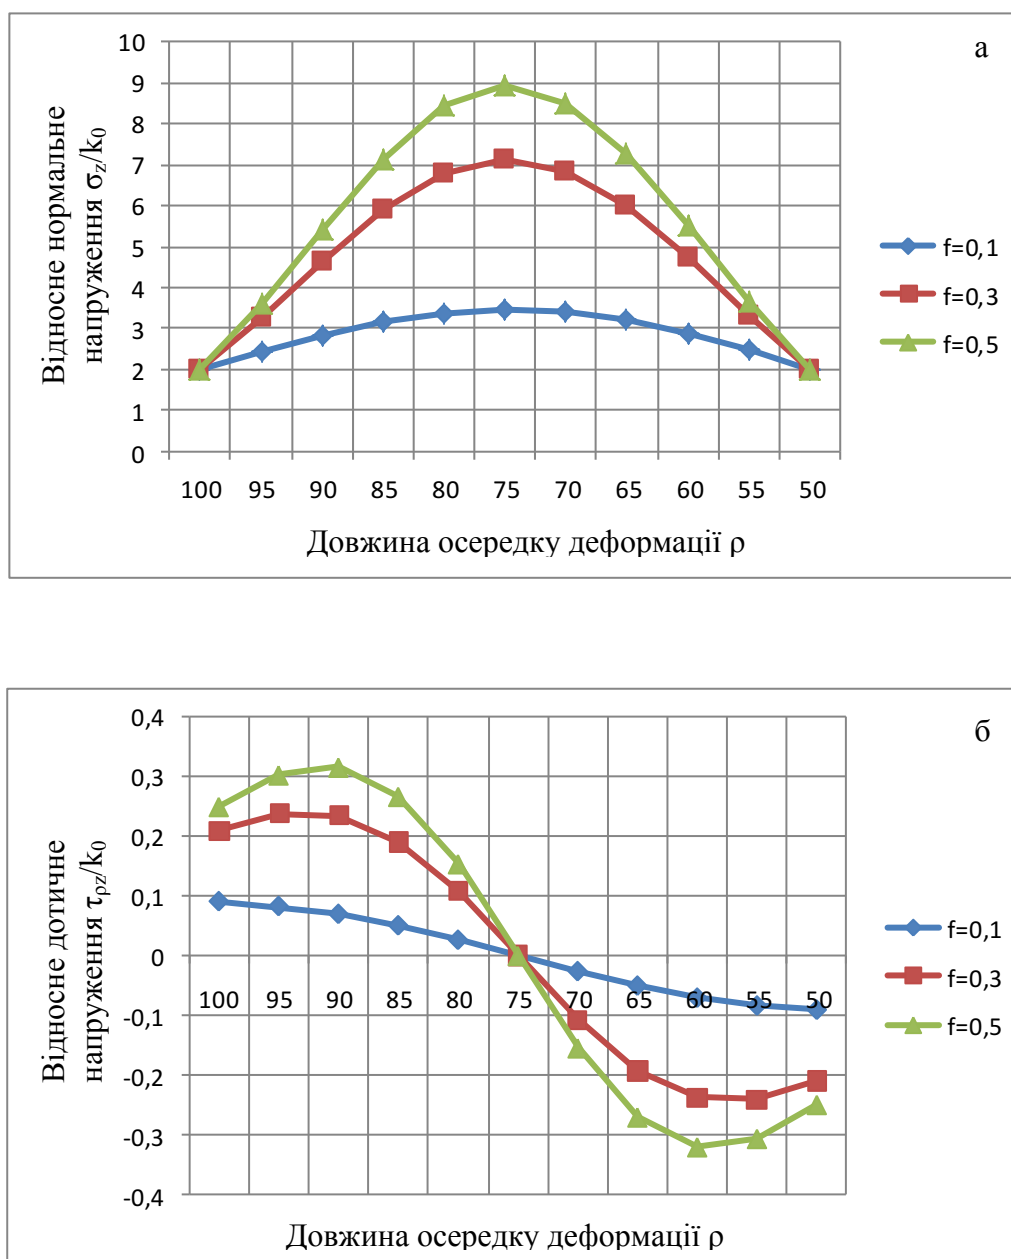 а
10
9
8
7
6
5
4
3
2
1
0
Відносне нормальне
напруження σz/k0
f=0,1
f=0,3
f=0,5
100 95 90 85 80 75 70 65 60 55 50
Довжина осередку деформації ρ
б
0,4
0,3
0,2
0,1
0
-0,1
-0,2
-0,3
-0,4
Відносне дотичне
напруження τρz/k0
100 95 90 85 80 75 70 65 60 55 50
f=0,1
f=0,3
f=0,5
Довжина осередку деформації ρ